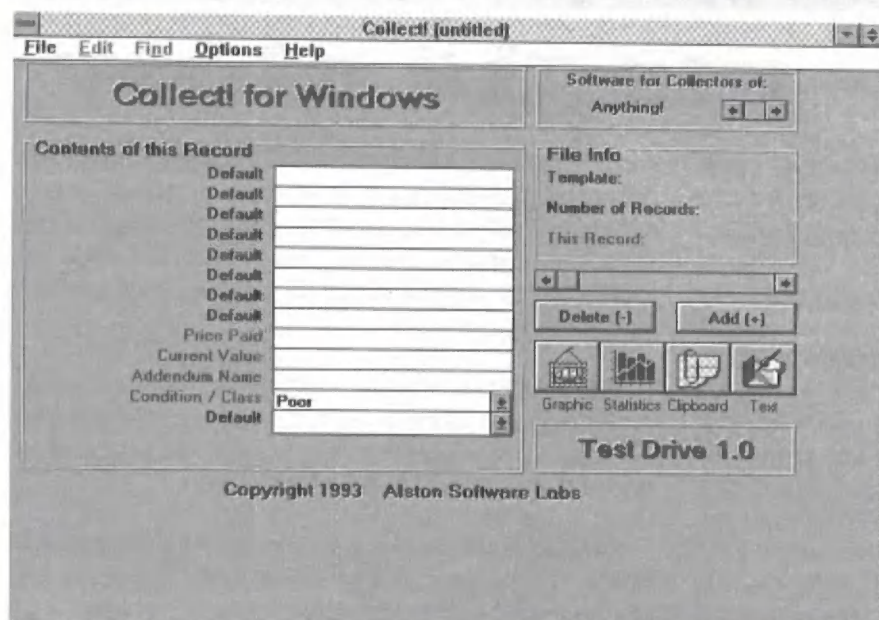 Collect! [untitled]
File Edit Find Options Help
Collect! for Windows
Software for Collectors of:
Anything!
Contents of this Record
Default
Default
Default
Default
Default
Default
Default
Default
Price Paid
Current Value
Addendum Name
Condition / Class Poor
Default
File Info
Template:
Number of Records:
This Record:
Delete (-) Add (+)
Graphic Statistics Clipboard Text
Test Drive 1.0
Copyright 1993 Alston Software Labs